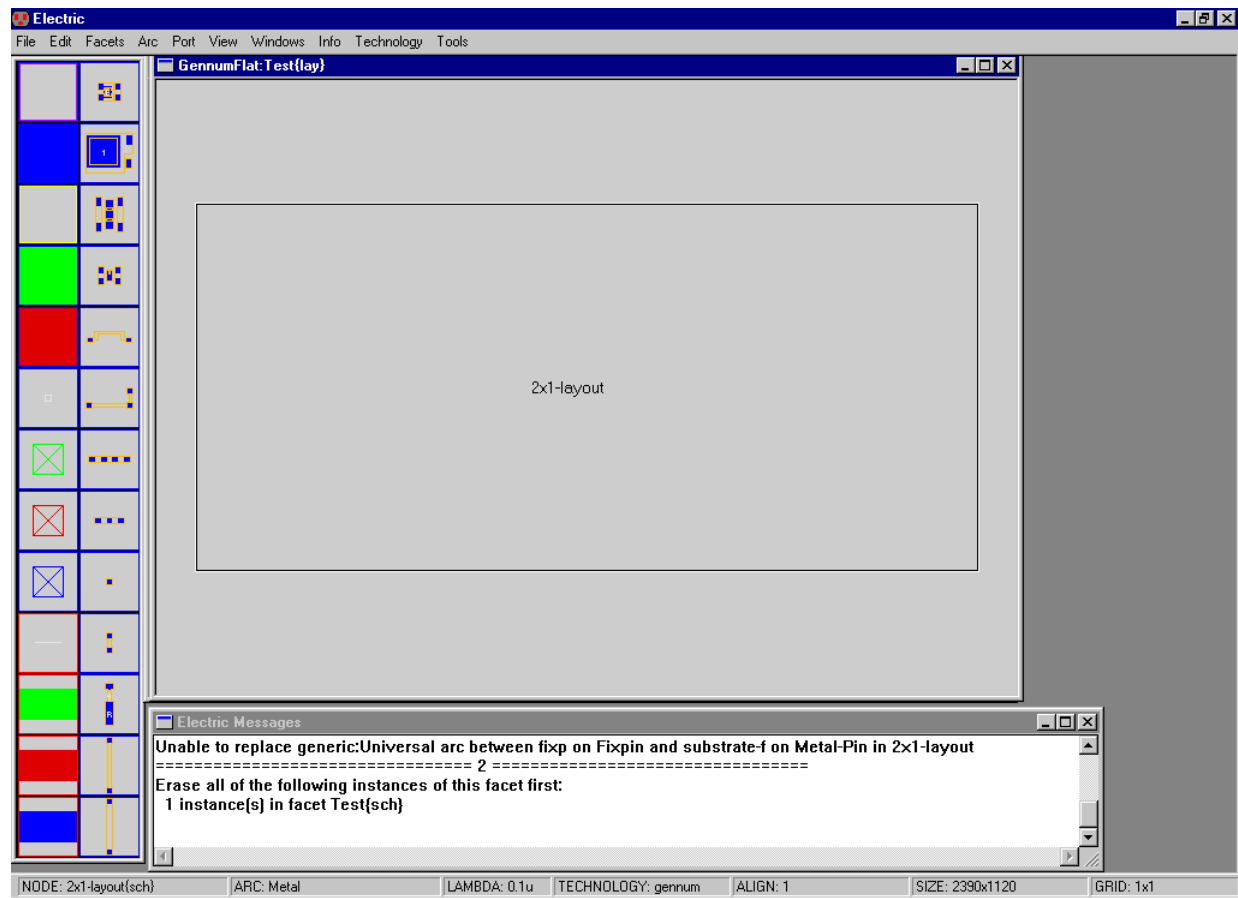 Electric
File Edit Facets Arc Port View Windows Info Technology Tools
GennumFlat:Test{lay}
1
2x1-layout
R
Electric Messages
Unable to replace generic:Universal arc between fixp on Fixpin and substrate-f on Metal-Pin in 2x1-layout
================================= 2 =================================
Erase all of the following instances of this facet first:
1 instance(s) in facet Test{sch}
NODE: 2x1-layout{sch} ARC: Metal LAMBDA: 0.1u TECHNOLOGY: gennum ALIGN: 1 SIZE: 2390x1120 GRID: 1x1